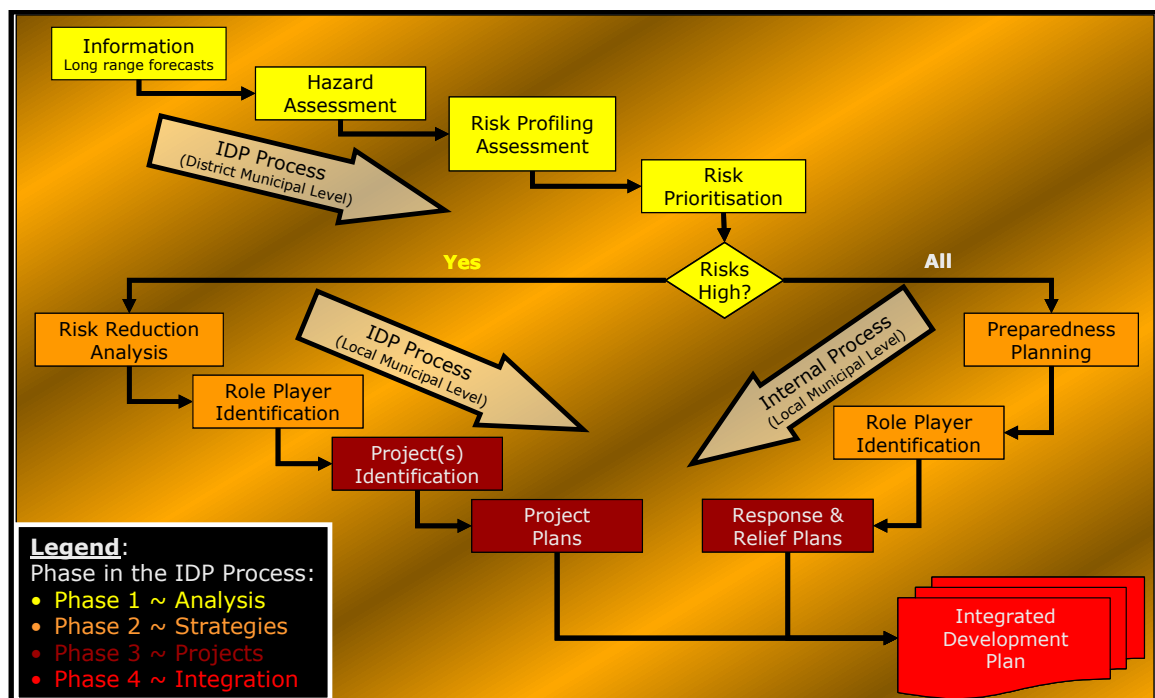 Information
Long range forecasts
Hazard
Assessment
Risk Profiling
Assessment
IDP Process
(District Municipal Level)
Risk
Prioritisation
Yes
Risks
High?
All
Risk Reduction
Analysis
IDP Process
(Local Municipal Level)
Internal Process
(Local Municipal Level)
Preparedness
Planning
Role Player
Identification
Role Player
Identification
Project(s)
Identification
Project
Plans
Response &
Relief Plans
Legend:
Phase in the IDP Process:
• Phase 1 ~ Analysis
• Phase 2 ~ Strategies
• Phase 3 ~ Projects
• Phase 4 ~ Integration
Integrated
Development
Plan